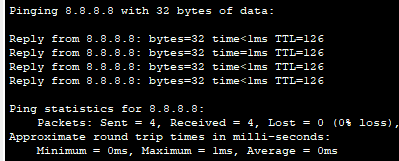 Pinging 8.8.8.8 with 32 bytes of data:
Reply from 8.8.8.8: bytes=32 time<1ms TTL=126
Reply from 8.8.8.8: bytes=32 time<1ms TTL=126
Reply from 8.8.8.8: bytes=32 time=1ms TTL=126
Reply from 8.8.8.8: bytes=32 time<1ms TTL=126
Ping statistics for 8.8.8.8:
Packets: Sent = 4, Received = 4, Lost = 0 (0% loss),
Approximate round trip times in milli-seconds:
Minimum = 0ms, Maximum = 1ms, Average = 0ms